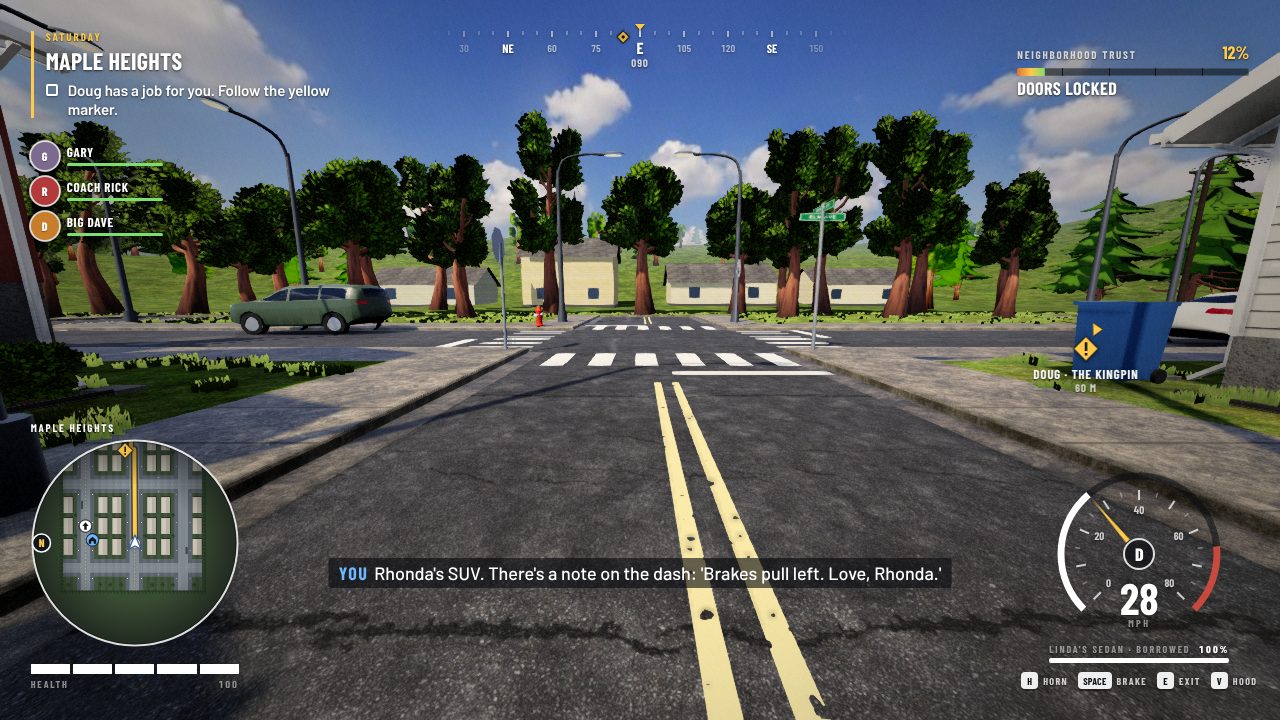 SATURDAY
MAPLE HEIGHTS
Doug has a job for you. Follow the yellow
marker.
G GARY
R COACH RICK
D BIG DAVE
30 NE 60 75 E 105 120 SE 150
090
NEIGHBORHOOD TRUST 12%
DOORS LOCKED
DOUG · THE KINGPIN
60 M
MAPLE HEIGHTS
N
HEALTH 100
YOU Rhonda's SUV. There's a note on the dash: 'Brakes pull left. Love, Rhonda.'
0 20 40 60 80
D
28
MPH
LINDA'S SEDAN · BORROWED 100%
H HORN SPACE BRAKE E EXIT V HOOD